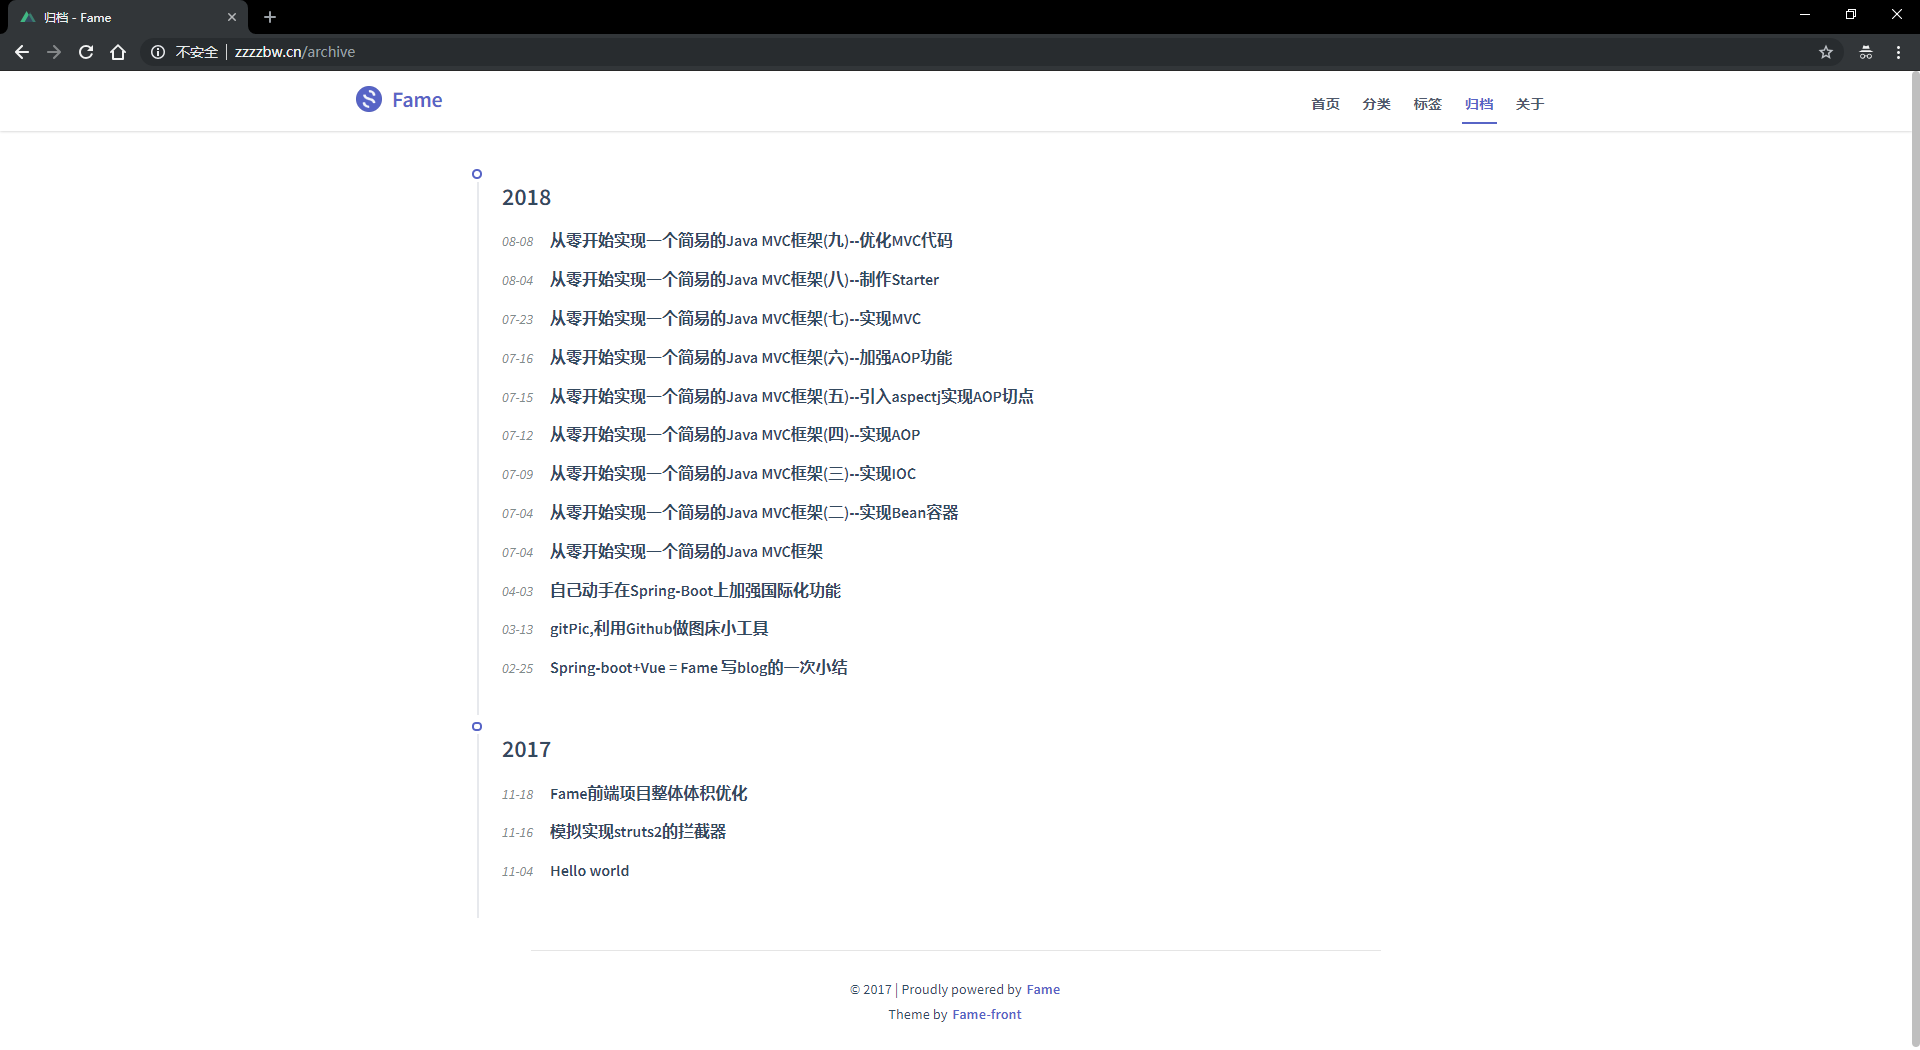 归档 - Fame
不安全 | zzzzbw.cn/archive
Fame
首页 分类 标签 归档 关于
2018
08-08 从零开始实现一个简易的Java MVC框架(九)--优化MVC代码
08-04 从零开始实现一个简易的Java MVC框架(八)--制作Starter
07-23 从零开始实现一个简易的Java MVC框架(七)--实现MVC
07-16 从零开始实现一个简易的Java MVC框架(六)--加强AOP功能
07-15 从零开始实现一个简易的Java MVC框架(五)--引入aspectj实现AOP切点
07-12 从零开始实现一个简易的Java MVC框架(四)--实现AOP
07-09 从零开始实现一个简易的Java MVC框架(三)--实现IOC
07-04 从零开始实现一个简易的Java MVC框架(二)--实现Bean容器
07-04 从零开始实现一个简易的Java MVC框架
04-03 自己动手在Spring-Boot上加强国际化功能
03-13 gitPic,利用Github做图床小工具
02-25 Spring-boot+Vue = Fame 写blog的一次小结
2017
11-18 Fame前端项目整体体积优化
11-16 模拟实现struts2的拦截器
11-04 Hello world
© 2017 | Proudly powered by Fame
Theme by Fame-front